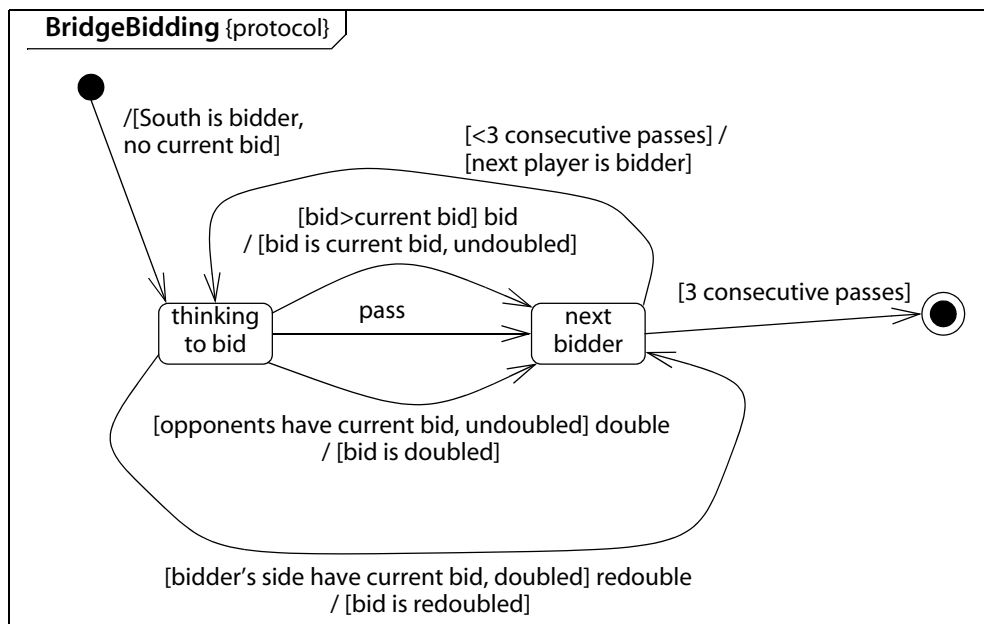 BridgeBidding {protocol}
/[South is bidder,
no current bid]
[<3 consecutive passes] /
[next player is bidder]
[bid>current bid] bid
/ [bid is current bid, undoubled]
thinking
to bid
pass
next
bidder
[3 consecutive passes]
[opponents have current bid, undoubled] double
/ [bid is doubled]
[bidder’s side have current bid, doubled] redouble
/ [bid is redoubled]